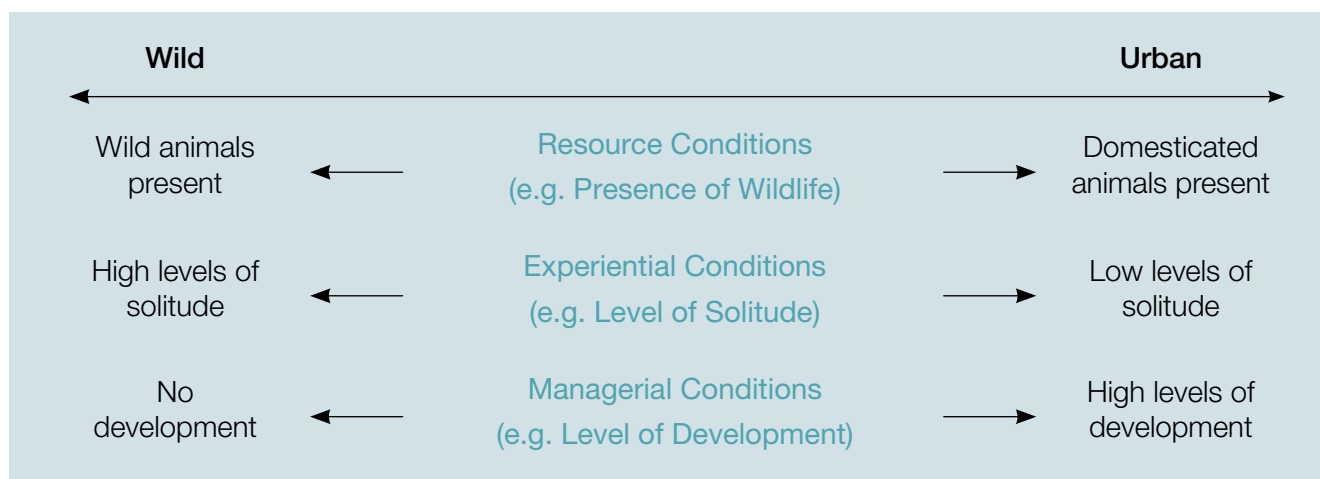 Wild
Urban
Wild animals
present
Resource Conditions
(e.g. Presence of Wildlife)
Domesticated
animals present
High levels of
solitude
Experiential Conditions
(e.g. Level of Solitude)
Low levels of
solitude
No
development
Managerial Conditions
(e.g. Level of Development)
High levels of
development